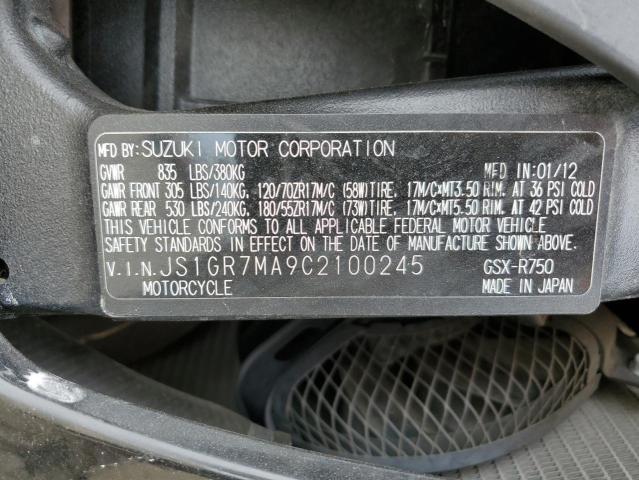 MFD BY: SUZUKI MOTOR CORPORATION
GVWR 835 LBS/380KG MFD IN: 01/12
GAWR FRONT 305 LBS/140KG, 120/70ZR17M/C (58W)TIRE, 17M/C×MT3.50 RIM. AT 36 PSI COLD
GAWR REAR 530 LBS/240KG, 180/55ZR17M/C (73W)TIRE, 17M/C×MT5.50 RIM. AT 42 PSI COLD
THIS VEHICLE CONFORMS TO ALL APPLICABLE FEDERAL MOTOR VEHICLE
SAFETY STANDARDS IN EFFECT ON THE DATE OF MANUFACTURE SHOWN ABOVE.
V.I.N. JS1GR7MA9C2100245 GSX-R750
MOTORCYCLE MADE IN JAPAN